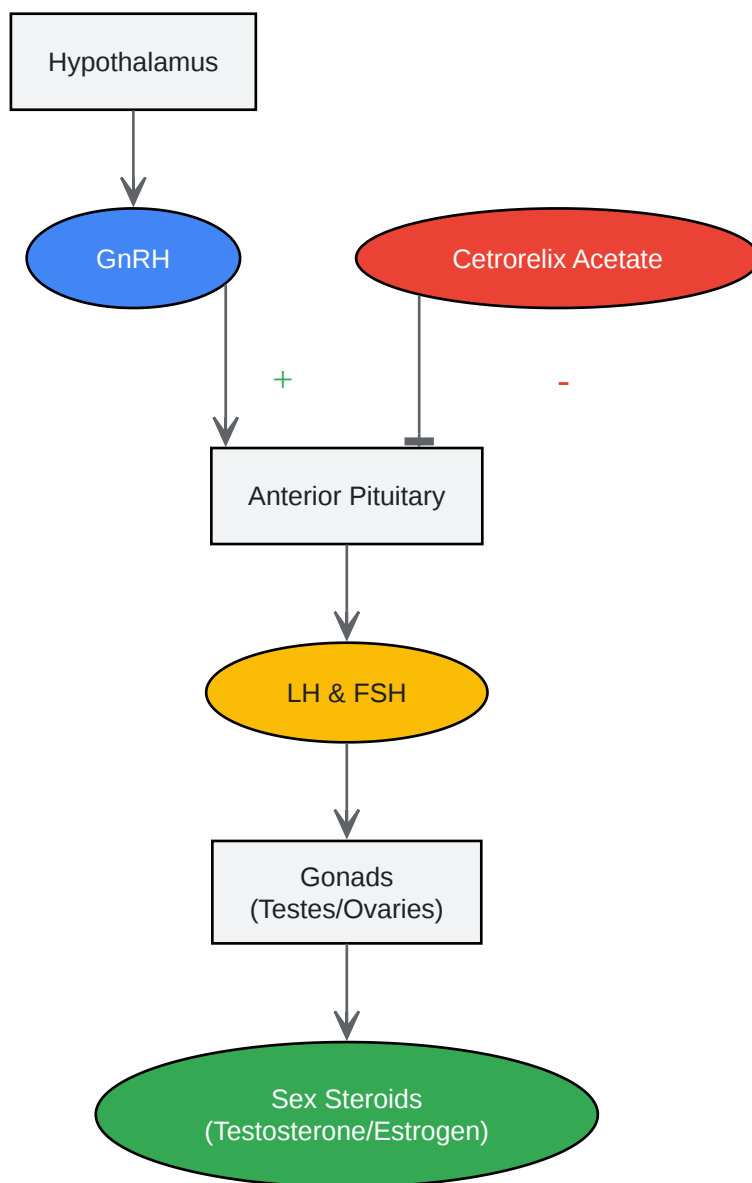 Hypothalamus
GnRH
Cetrorelix Acetate
+
-
Anterior Pituitary
LH & FSH
Gonads
(Testes/Ovaries)
Sex Steroids
(Testosterone/Estrogen)